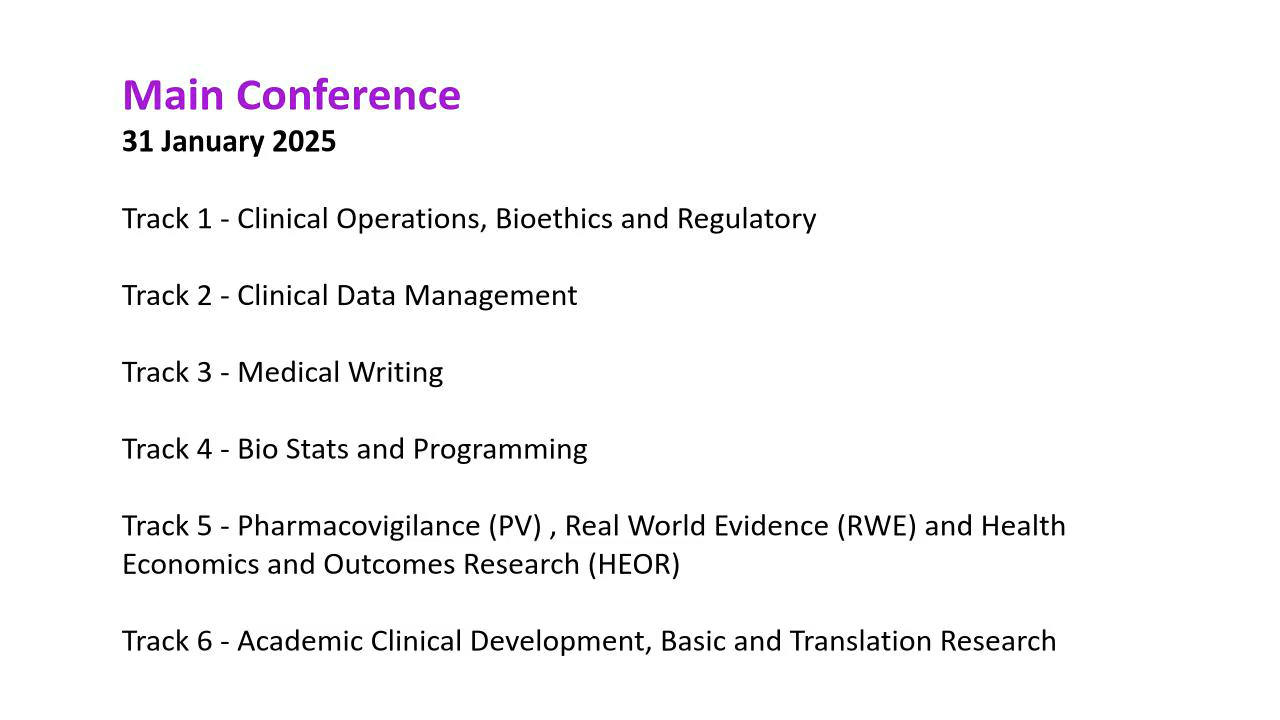 Main Conference
31 January 2025
Track 1 - Clinical Operations, Bioethics and Regulatory
Track 2 - Clinical Data Management
Track 3 - Medical Writing
Track 4 - Bio Stats and Programming
Track 5 - Pharmacovigilance (PV) , Real World Evidence (RWE) and Health
Economics and Outcomes Research (HEOR)
Track 6 - Academic Clinical Development, Basic and Translation Research